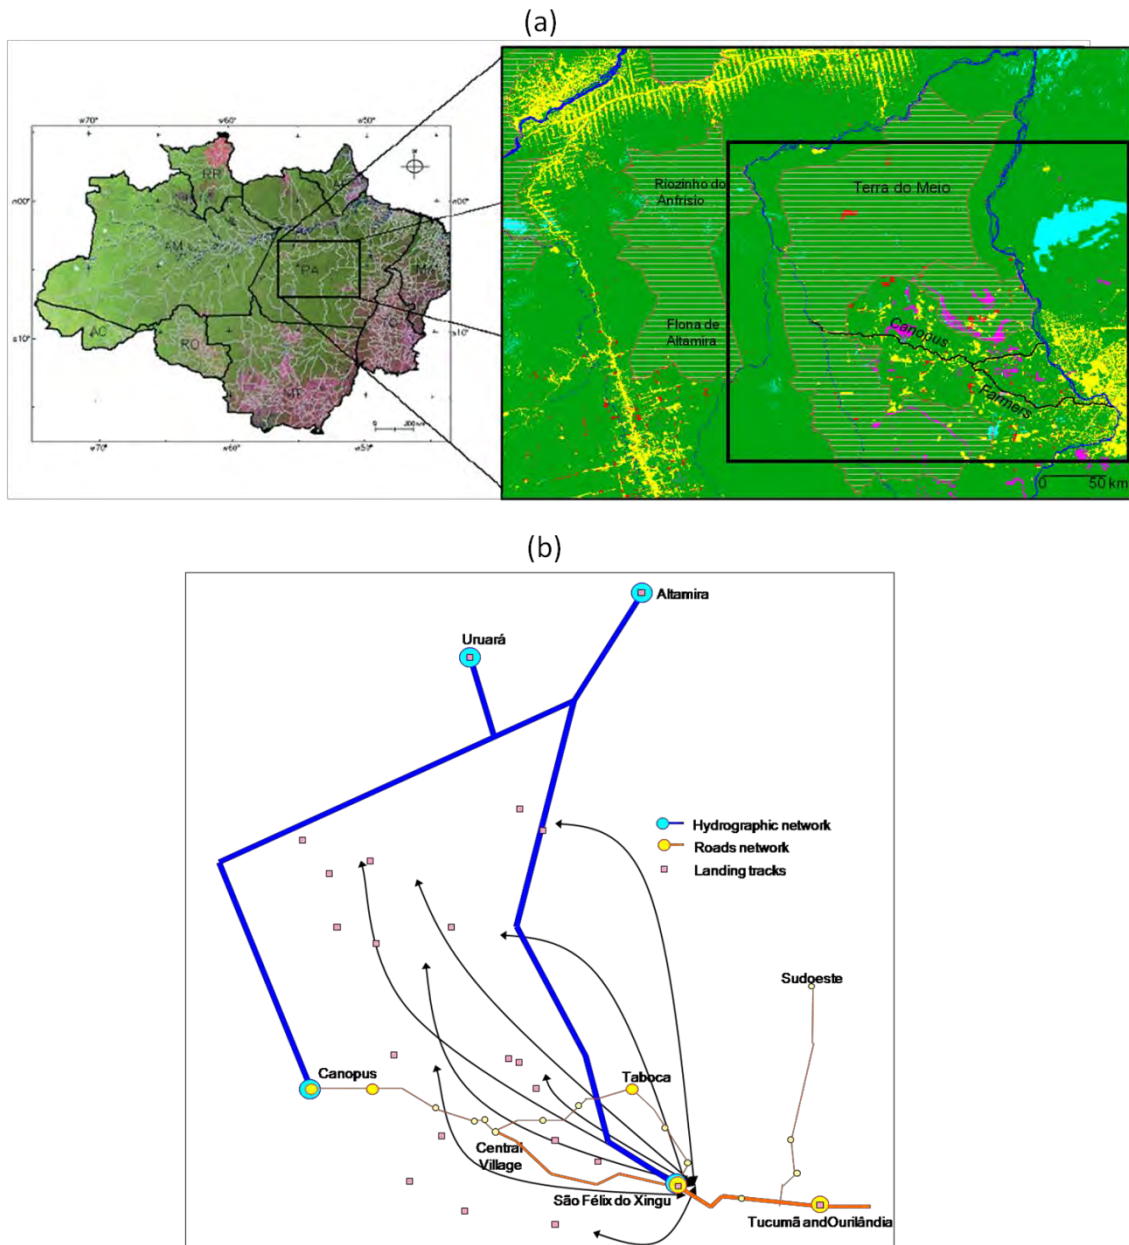 (a)
w70°
w60°
w50°
RR
n00°
n00°
AM
PA
MA
AC
RO
s10°
s10°
MT
w70°
w60°
w50°
Riozinho do
Anfrísio
Terra do Meio
Flona de
Altamira
Canopus
Farmers
0 50 km
(b)
Altamira
Uruará
Hydrographic network
Roads network
Landing tracks
Sudoeste
Canopus
Taboca
Central
Village
São Félix do Xingu
Tucumã and Ourilândia